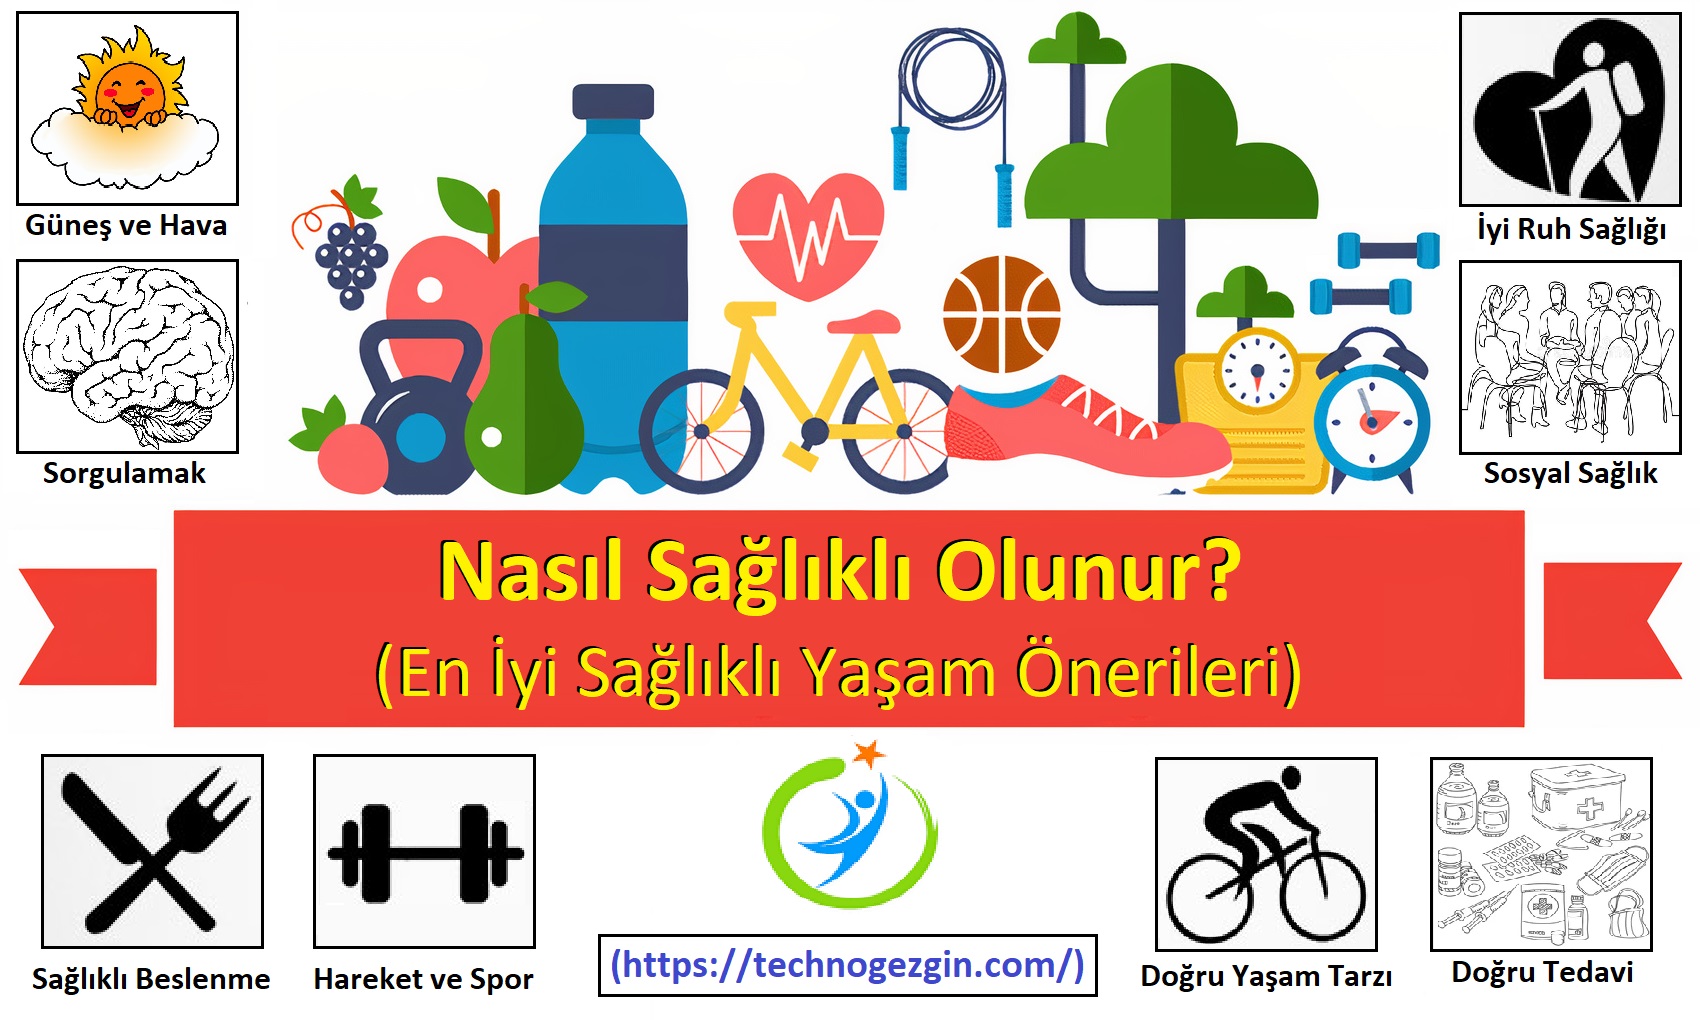 Güneş ve Hava
İyi Ruh Sağlığı
Sorgulamak
Sosyal Sağlık
Nasıl Sağlıklı Olunur?
(En İyi Sağlıklı Yaşam Önerileri)
Sağlıklı Beslenme
Hareket ve Spor
(https://technogezgin.com/)
Doğru Yaşam Tarzı
Doğru Tedavi